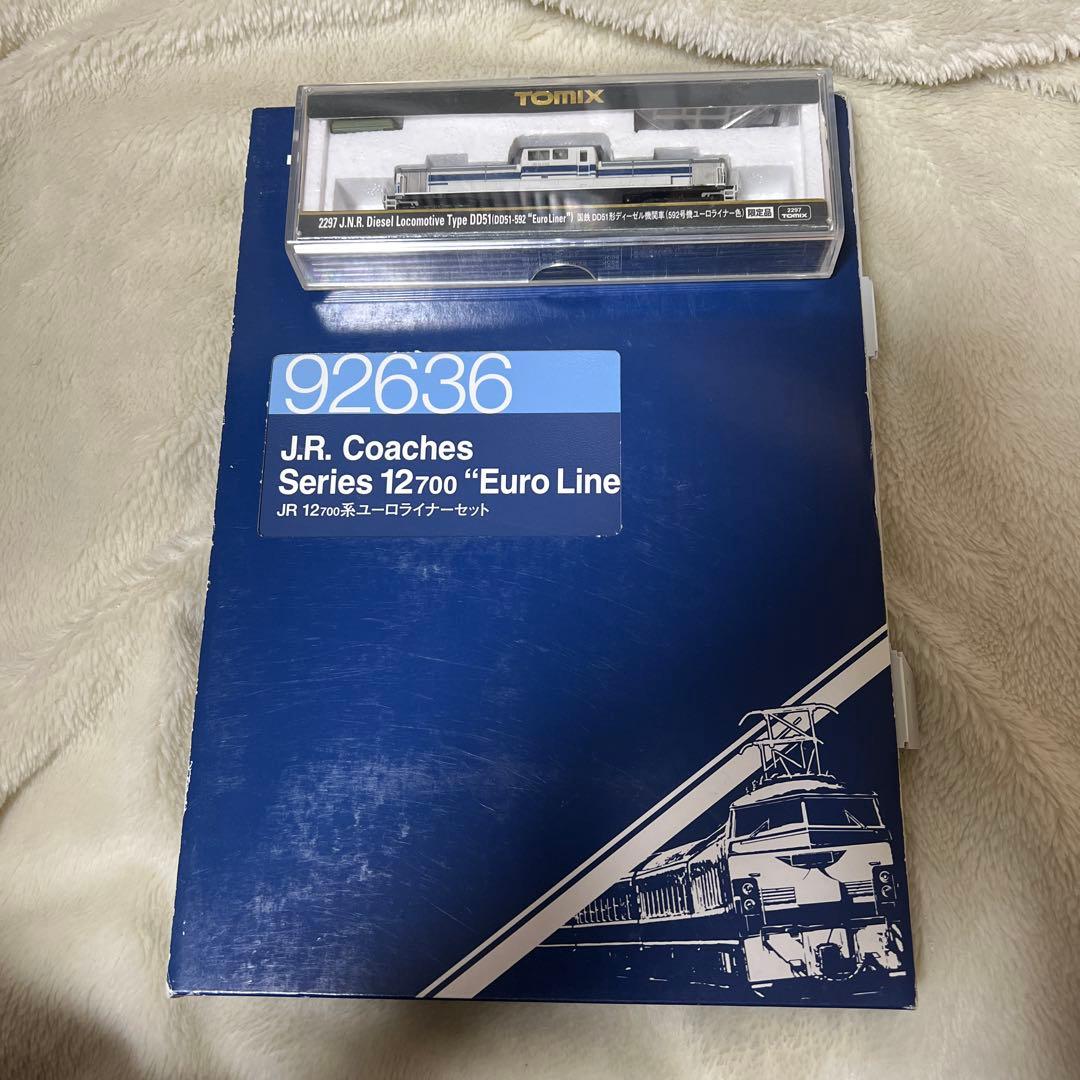 TOMIX
2297 J.N.R. Diesel Locomotive Type DD51(DD51-592 "Euro Liner") 国鉄 DD51形ディーゼル機関車(592号機ユーロライナー色) 限定品 2297 TOMIX
92636
J.R. Coaches
Series 12700 “Euro Line
JR 12700系ユーロライナーセット